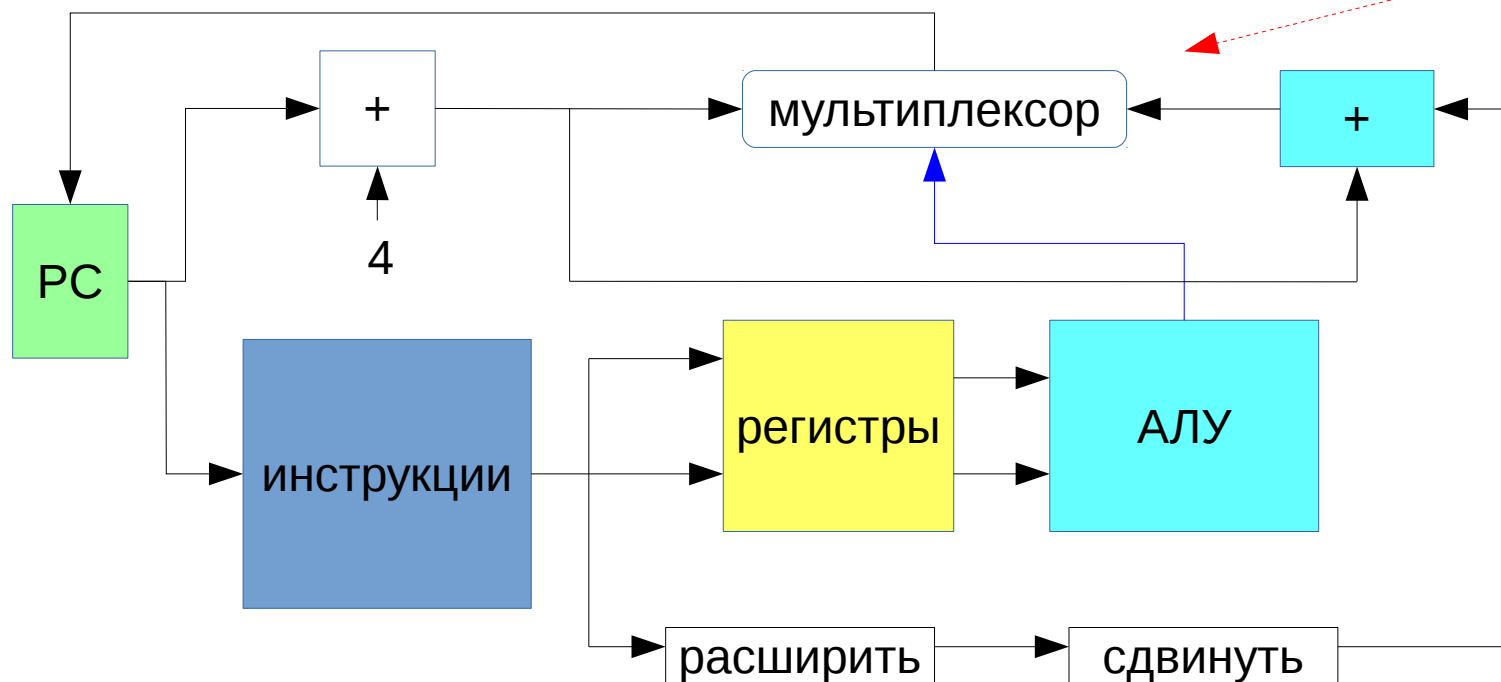 +
мультиплексор
+
4
PC
регистры
АЛУ
инструкции
расширить
сдвинуть